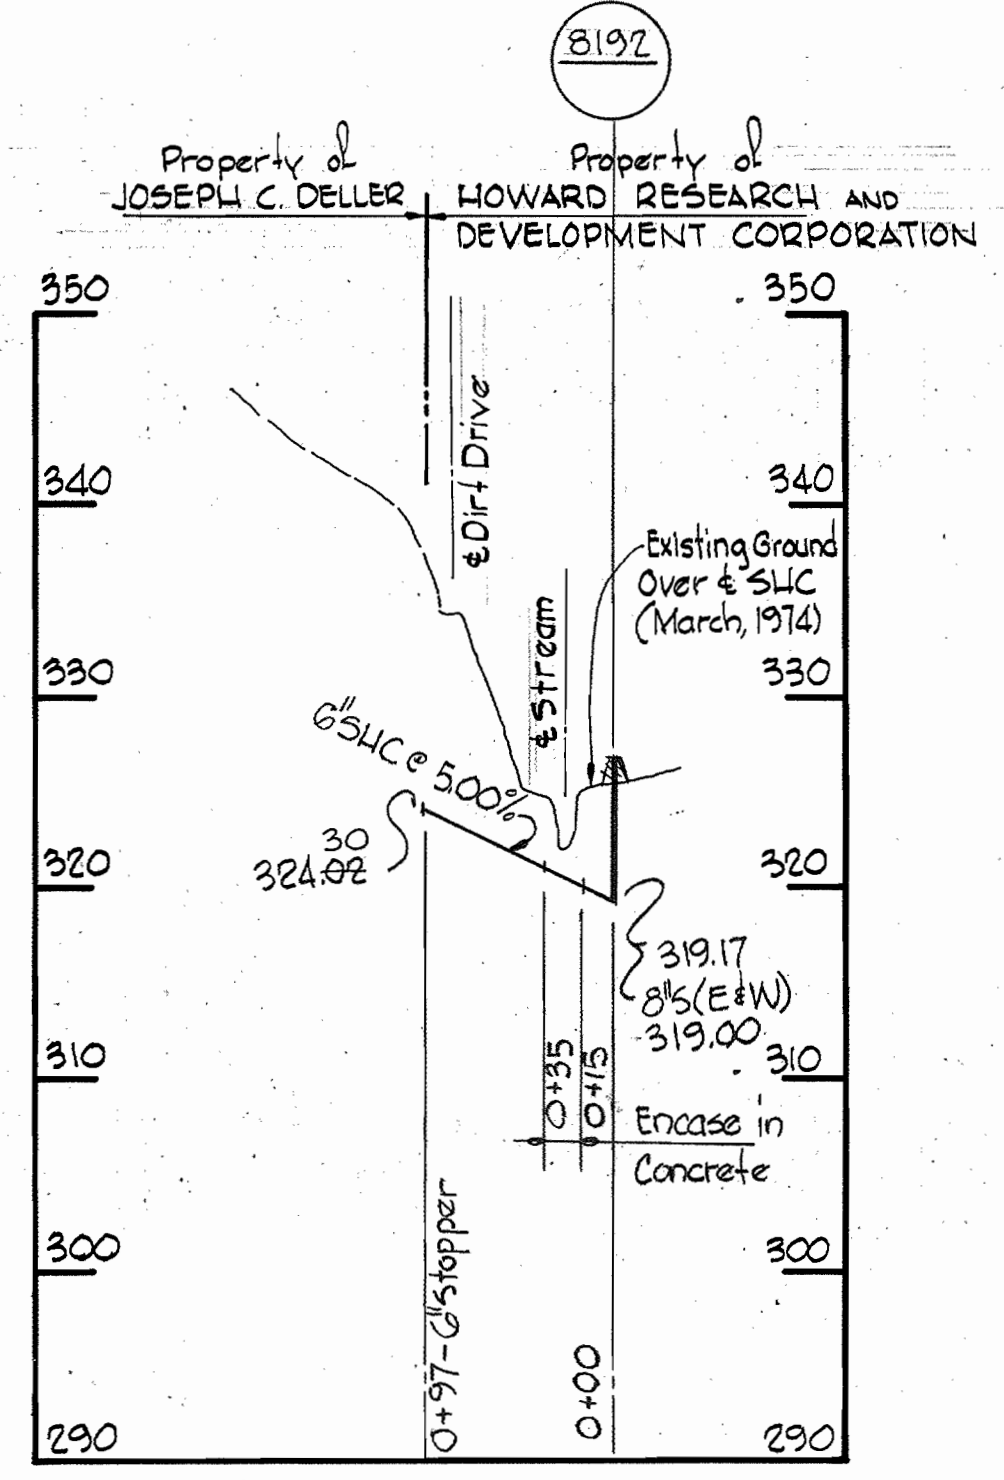 8192
Property of
JOSEPH C. DELLER
Property of
HOWARD RESEARCH AND
DEVELOPMENT CORPORATION
350
350
℄ Dirt Drive
340
340
Existing Ground
Over ℄ SHC
(March, 1974)
℄ Stream
330
330
6"SHC @ 5.00%
30
324.02
320
320
319.17
8"S(E&W)
319.00
310
310
0+35
0+15
Encase in
Concrete
0+97-6"stopper
300
300
0+00
290
290